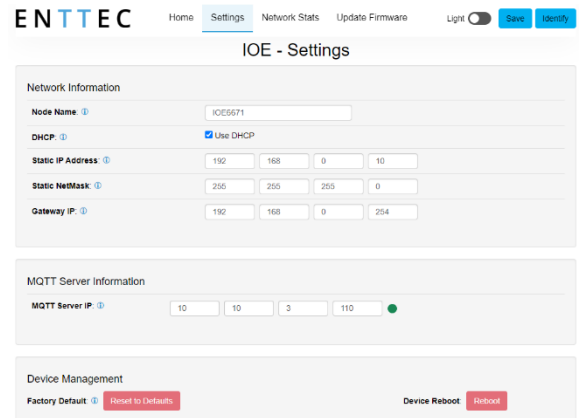 ENTTEC Home Settings Network Stats Update Firmware Light Save Identify
IOE - Settings
Network Information
Node Name: IOE6671
DHCP: Use DHCP
Static IP Address: 192 168 0 10
Static NetMask: 255 255 255 0
Gateway IP: 192 168 0 254
MQTT Server Information
MQTT Server IP: 10 10 3 110
Device Management
Factory Default: Reset to Defaults Device Reboot: Reboot